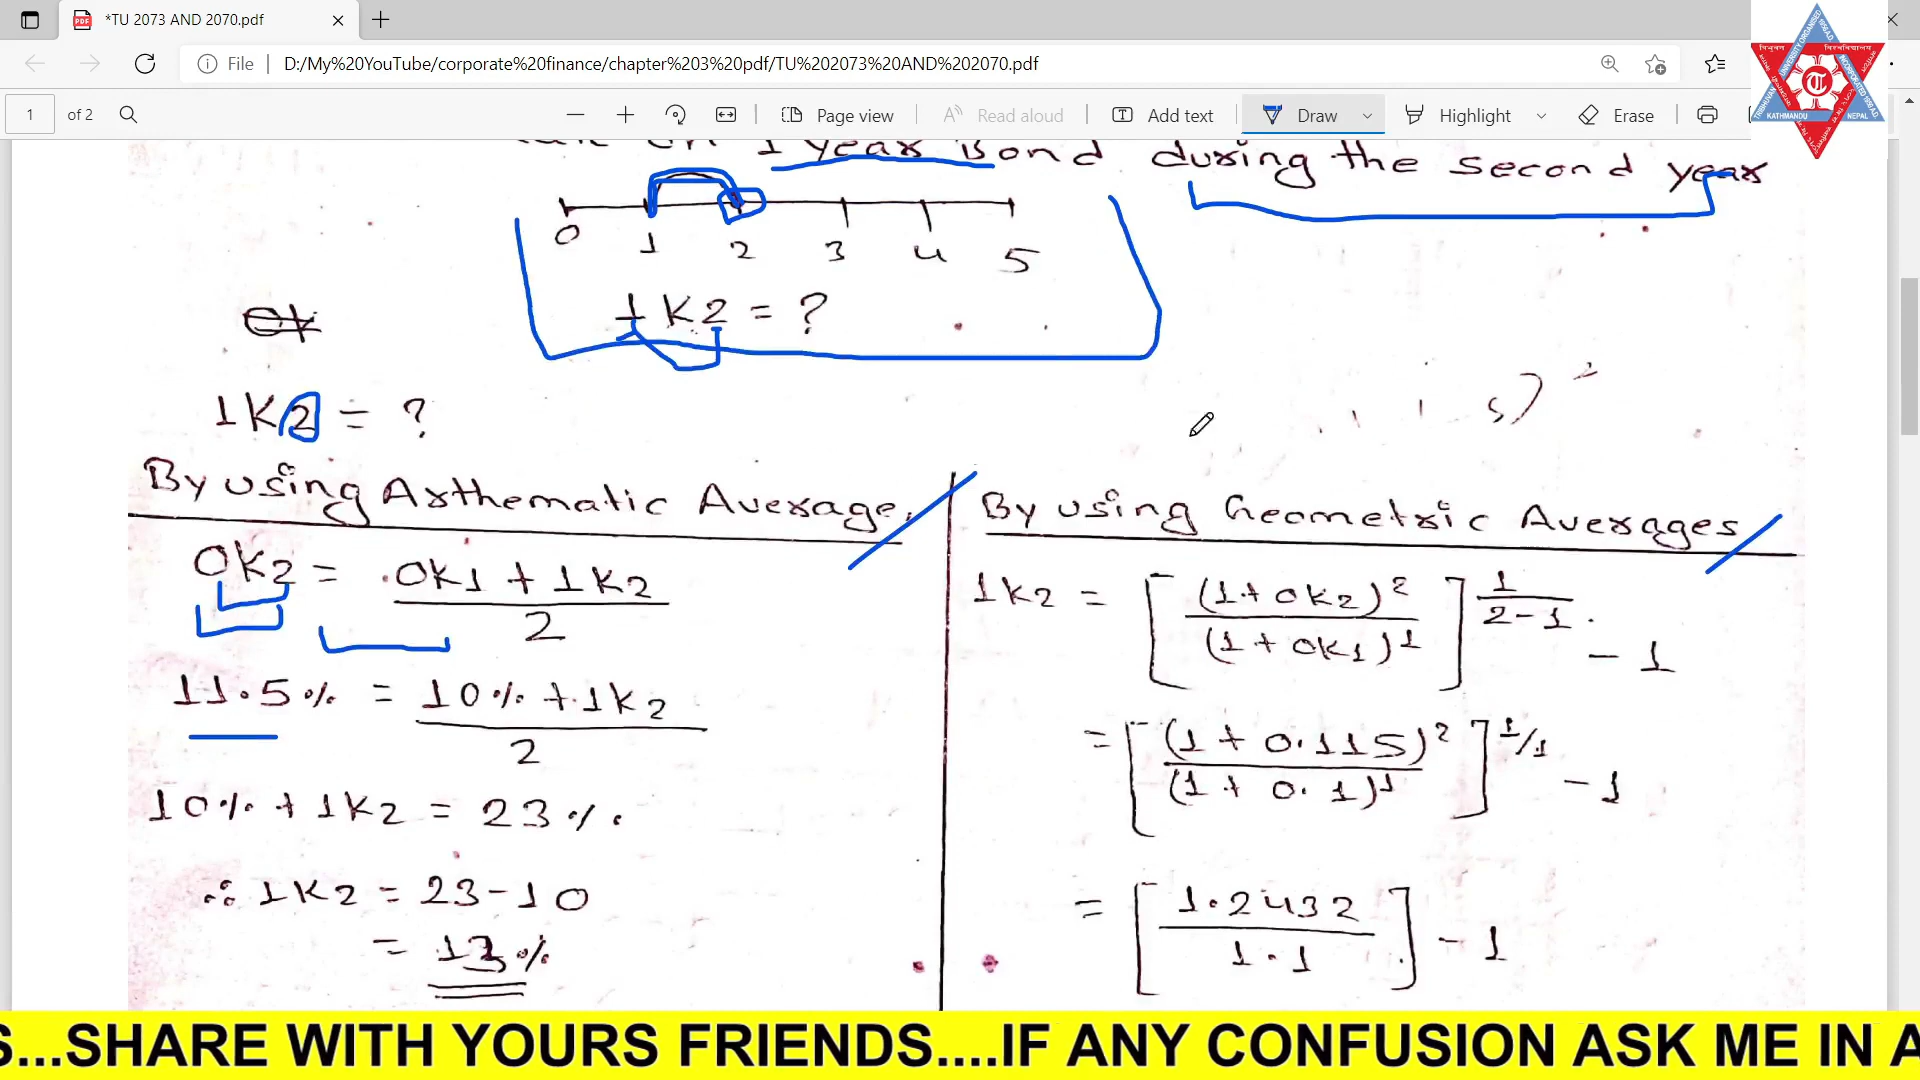 *TU 2073 AND 2070.pdf
File D:/My%20YouTube/corporate%20finance/chapter%203%20pdf/TU%202073%20AND%202070.pdf
1 of 2 Page view Read aloud Add text Draw Highlight Erase
KATHMANDU NEPAL
1 year Bond during the second year
0 1 2 3 4 5
1k2 = ?
1k2 = ?
By using Arthematic Average.
0k2 = 0k1 + 1k2 / 2
11.5% = 10% + 1k2 / 2
10% + 1k2 = 23%
∴ 1k2 = 23-10
= 13%
By using Geometric Averages
1k2 = [(1+0k2)² / (1+0k1)¹]^1/(2-1) - 1
= [(1+0.115)² / (1+0.1)¹]^1/1 - 1
= [1.2432 / 1.1] - 1
S...SHARE WITH YOURS FRIENDS....IF ANY CONFUSION ASK ME IN A